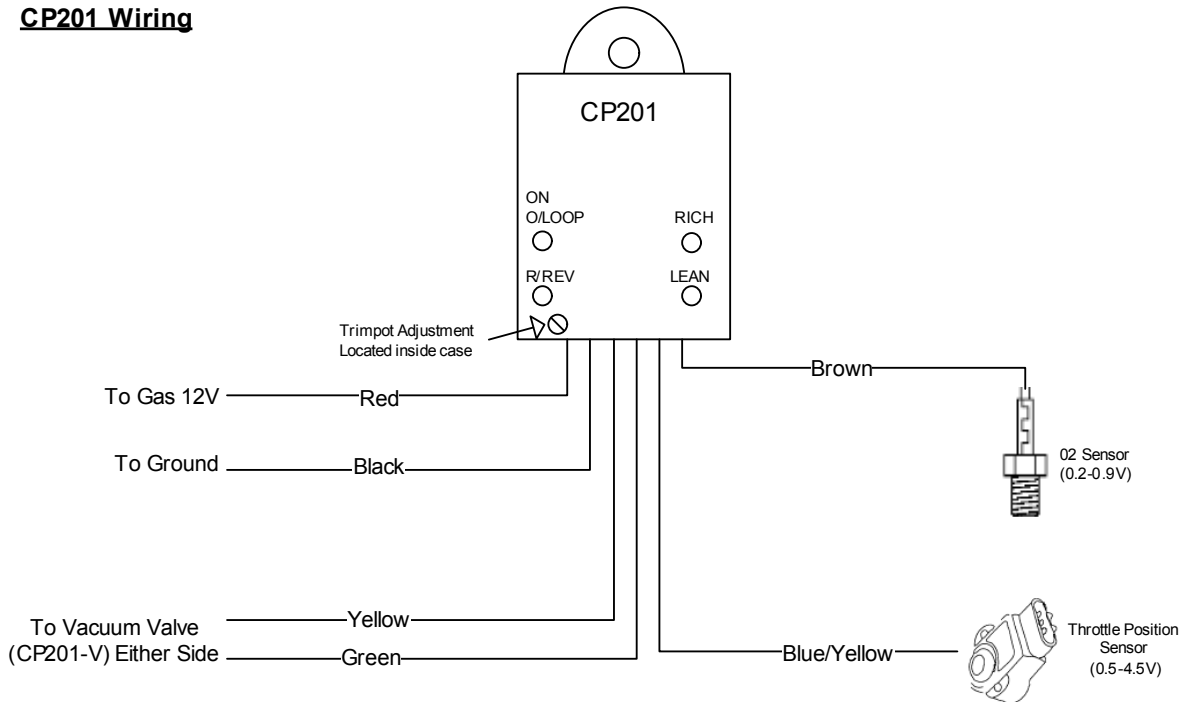 CP201 Wiring
CP201
ON
O/LOOP
RICH
R/REV
LEAN
Trimpot Adjustment
Located inside case
Brown
To Gas 12V
Red
To Ground
Black
02 Sensor
(0.2-0.9V)
To Vacuum Valve
(CP201-V) Either Side
Yellow
Green
Blue/Yellow
Throttle Position
Sensor
(0.5-4.5V)